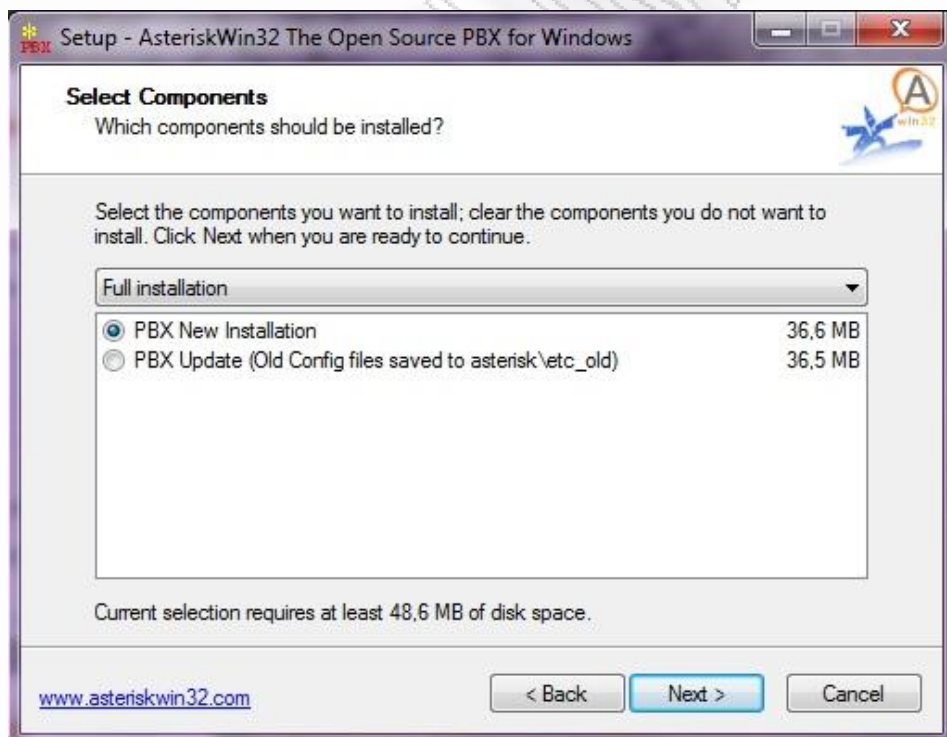 PBX
Setup - AsteriskWin32 The Open Source PBX for Windows
Select Components
Which components should be installed?
A
win32
Select the components you want to install; clear the components you do not want to
install. Click Next when you are ready to continue.
Full installation
PBX New Installation 36,6 MB
PBX Update (Old Config files saved to asterisk\etc_old) 36,5 MB
Current selection requires at least 48,6 MB of disk space.
www.asteriskwin32.com
< Back
Next >
Cancel